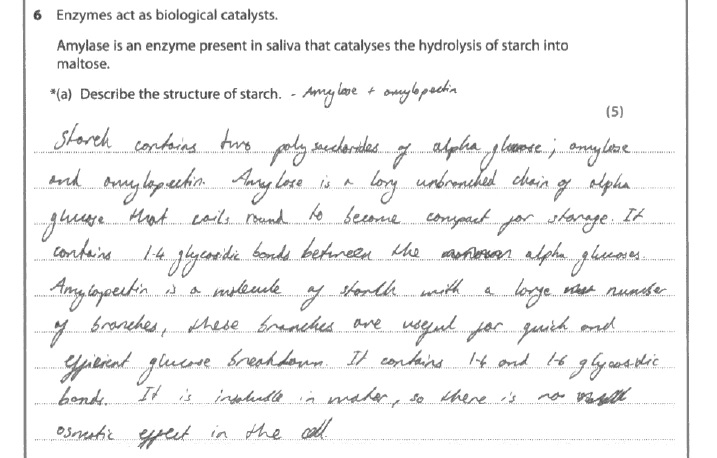 6 Enzymes act as biological catalysts.
Amylase is an enzyme present in saliva that catalyses the hydrolysis of starch into
maltose.
*(a) Describe the structure of starch. - Amylose + amylopectin
(5)
Starch contains two polysaccharides of alpha glucose; amylose
and amylopectin. Amylose is a long unbranched chain of alpha
glucose that coils round to become compact for storage. It
contains 1-4 glycosidic bonds between the alpha glucoses.
Amylopectin is a molecule of starch with a large number
of branches, these branches are useful for quick and
efficient glucose breakdown. It contains 1-4 and 1-6 glycosidic
bonds. It is insoluble in water, so there is no
osmotic effect in the cell.